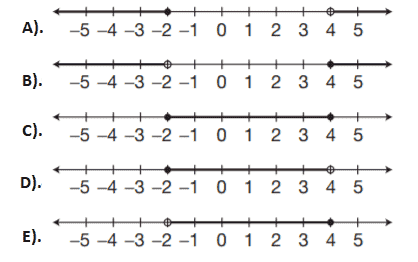 A). –5 –4 –3 –2 –1 0 1 2 3 4 5
B). –5 –4 –3 –2 –1 0 1 2 3 4 5
C). –5 –4 –3 –2 –1 0 1 2 3 4 5
D). –5 –4 –3 –2 –1 0 1 2 3 4 5
E). –5 –4 –3 –2 –1 0 1 2 3 4 5